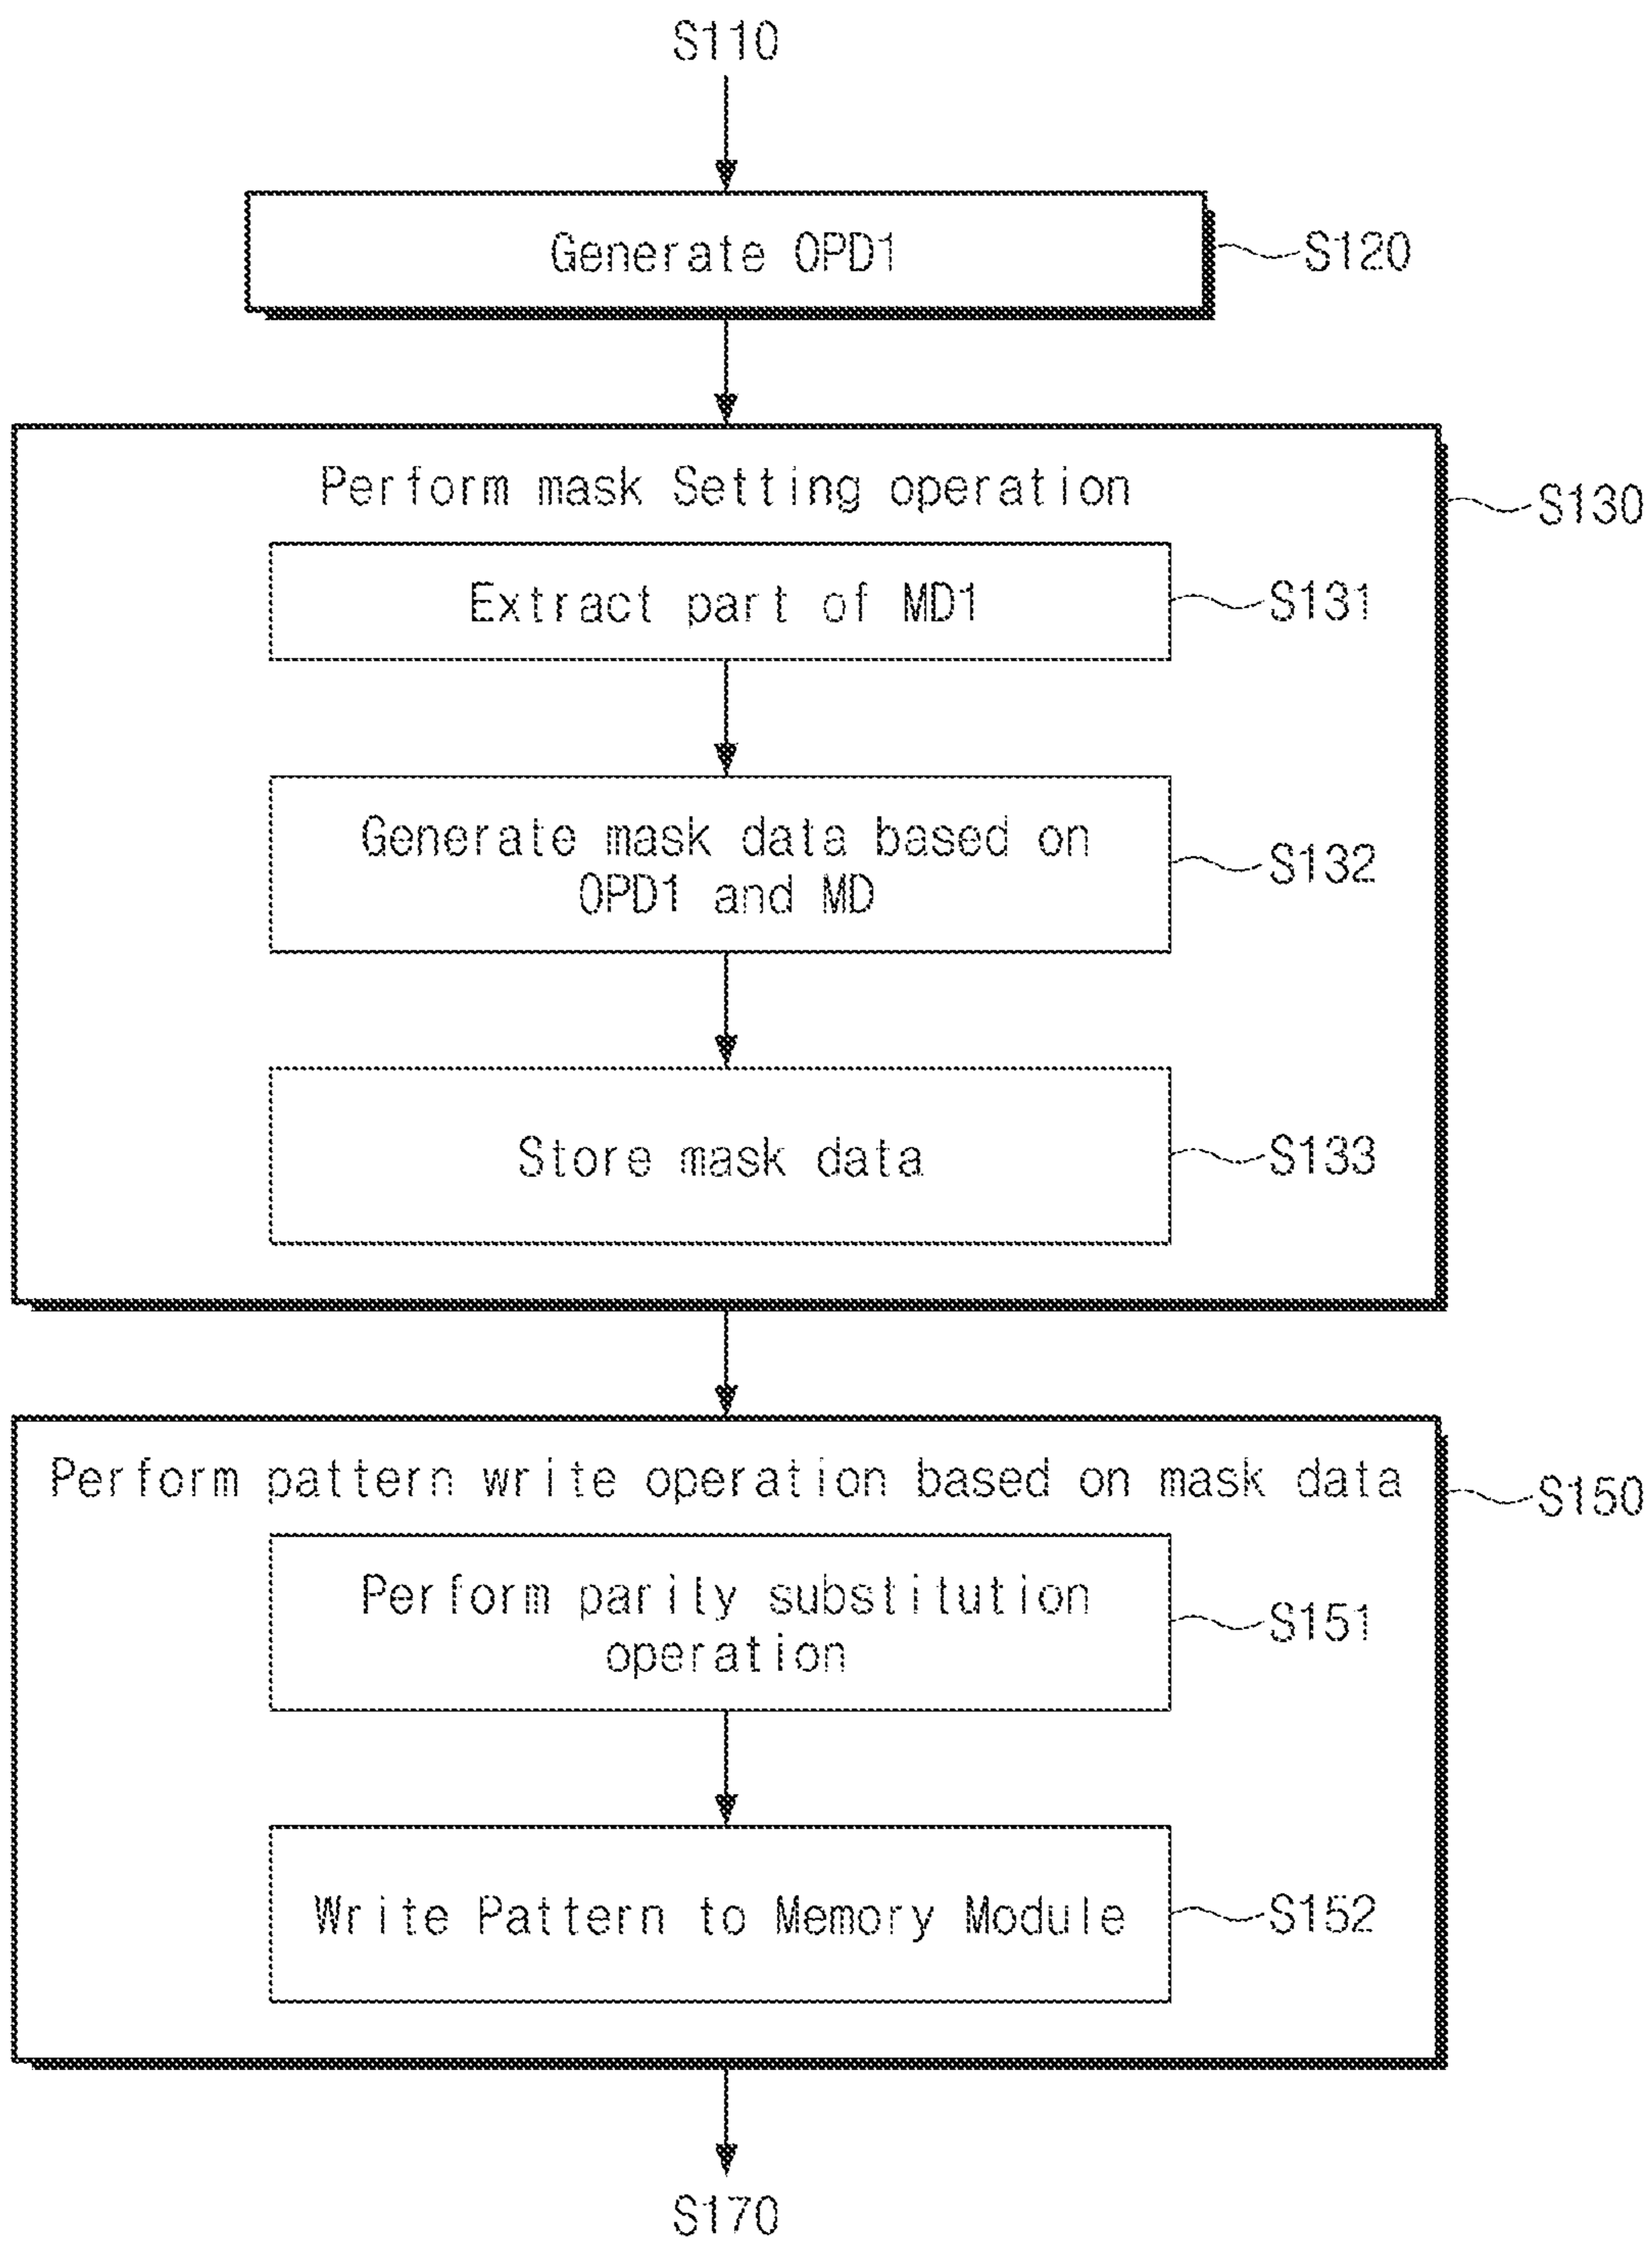 S110
Generate OPD1
S120
Perform mask Setting operation
S130
Extract part of MD1
S131
Generate mask data based on
OPD1 and MD
S132
Store mask data
S133
Perform pattern write operation based on mask data
S150
Perform parily substitution
operation
S151
Write Pattern to Memory Module
S152
S170